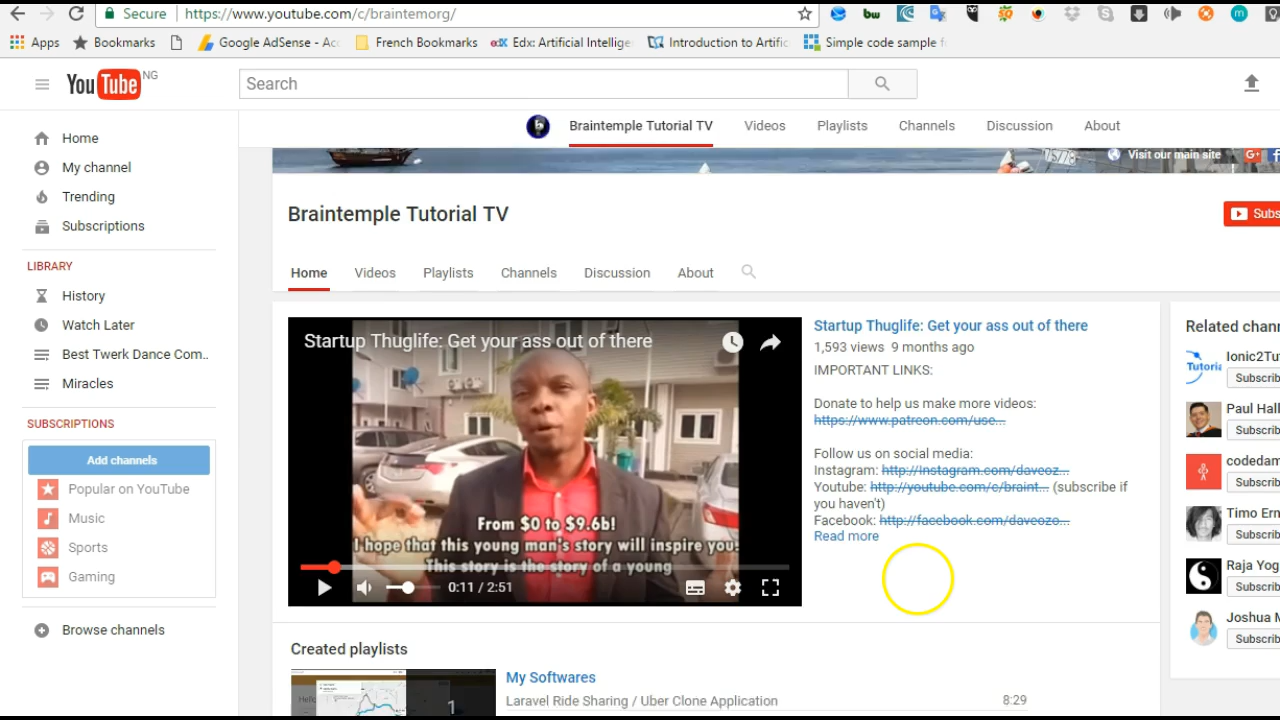 Secure https://www.youtube.com/c/braintemorg/
Apps Bookmarks Google AdSense - Acc French Bookmarks Edx: Artificial Intellige Introduction to Artific Simple code sample f
YouTube NG
Search
Braintemple Tutorial TV Videos Playlists Channels Discussion About
Visit our main site
Home
My channel
Trending
Subscriptions
LIBRARY
History
Watch Later
Best Twerk Dance Com..
Miracles
SUBSCRIPTIONS
Add channels
Popular on YouTube
Music
Sports
Gaming
Browse channels
Braintemple Tutorial TV
Subs
Home Videos Playlists Channels Discussion About
Startup Thuglife: Get your ass out of there
From $0 to $9.6b!
I hope that this young man's story will inspire you.
This is the story of a young
0:11 / 2:51
Startup Thuglife: Get your ass out of there
1,593 views 9 months ago
IMPORTANT LINKS:
Donate to help us make more videos:
https://www.patreon.com/use...
Follow us on social media:
Instagram: http://instagram.com/daveoz...
Youtube: http://youtube.com/c/braint... (subscribe if
you haven't)
Facebook: http://facebook.com/daveozo...
Read more
Related chann
Ionic2Tu
Tutoria
Subscrib
Paul Hall
Subscrib
codedam
Subscrib
Timo Ern
Subscrib
Raja Yog
Subscrib
Joshua M
Subscrib
Created playlists
My Softwares
Laravel Ride Sharing / Uber Clone Application 8:29
1